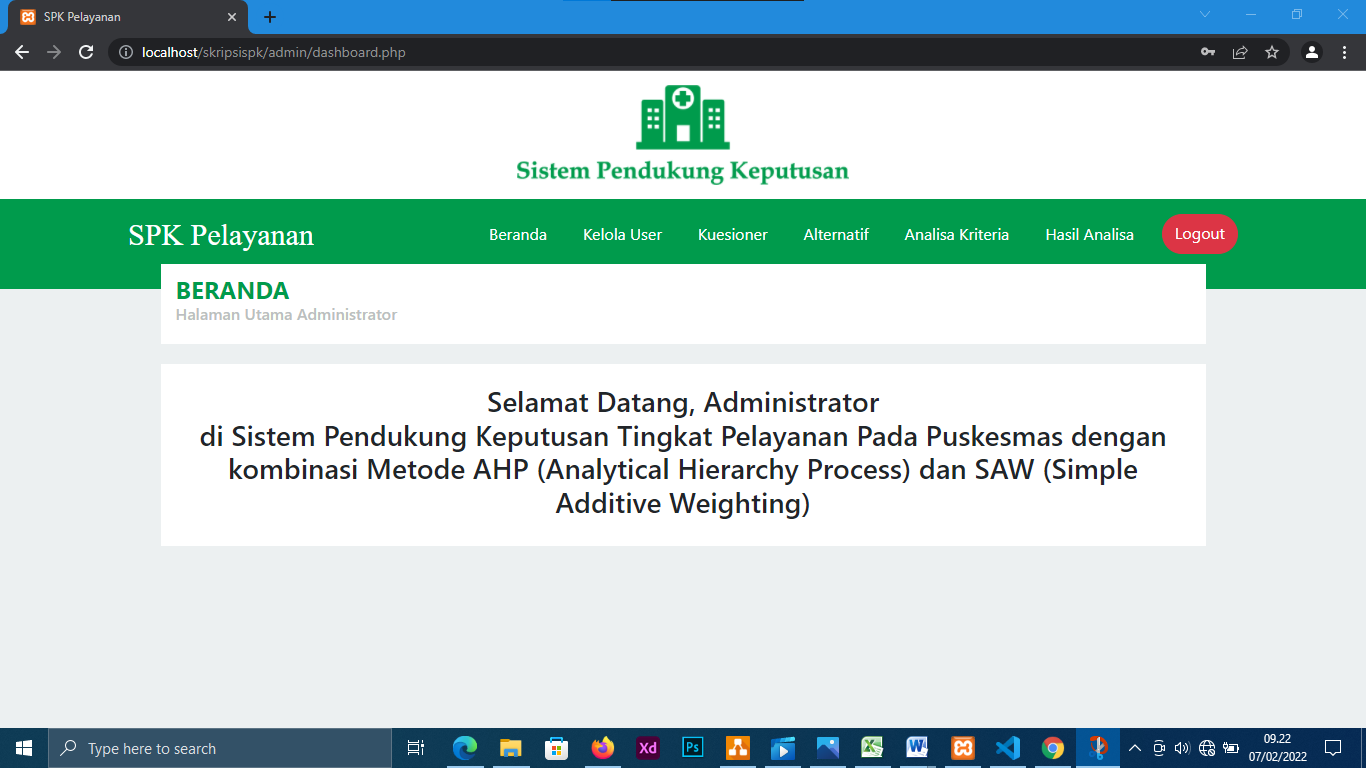 SPK Pelayanan
localhost/skripsispk/admin/dashboard.php
Sistem Pendukung Keputusan
SPK Pelayanan Beranda Kelola User Kuesioner Alternatif Analisa Kriteria Hasil Analisa Logout
BERANDA
Halaman Utama Administrator
Selamat Datang, Administrator
di Sistem Pendukung Keputusan Tingkat Pelayanan Pada Puskesmas dengan
kombinasi Metode AHP (Analytical Hierarchy Process) dan SAW (Simple
Additive Weighting)
Type here to search
Xd
Ps
09.22
07/02/2022